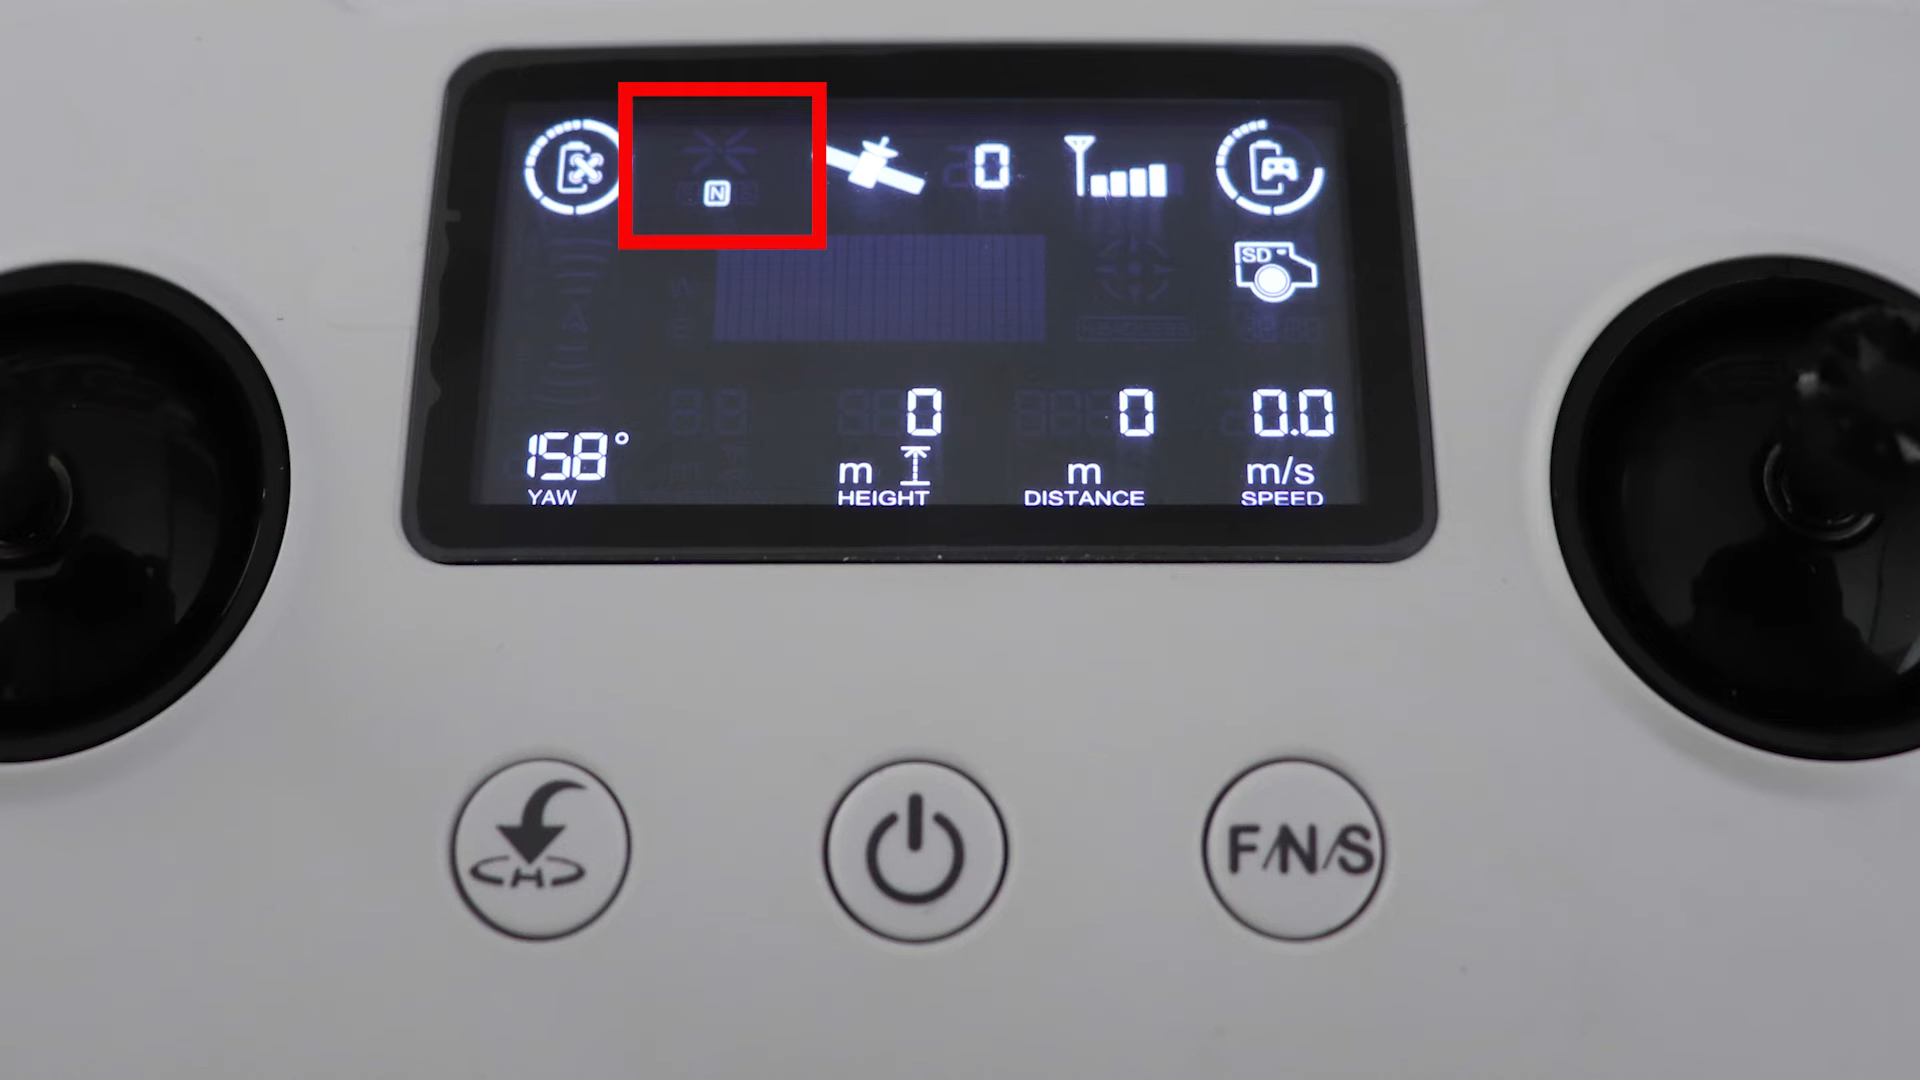 N
0
SD
158°
YAW
0
m
HEIGHT
0
m
DISTANCE
0.0
m/s
SPEED
H
F/N/S